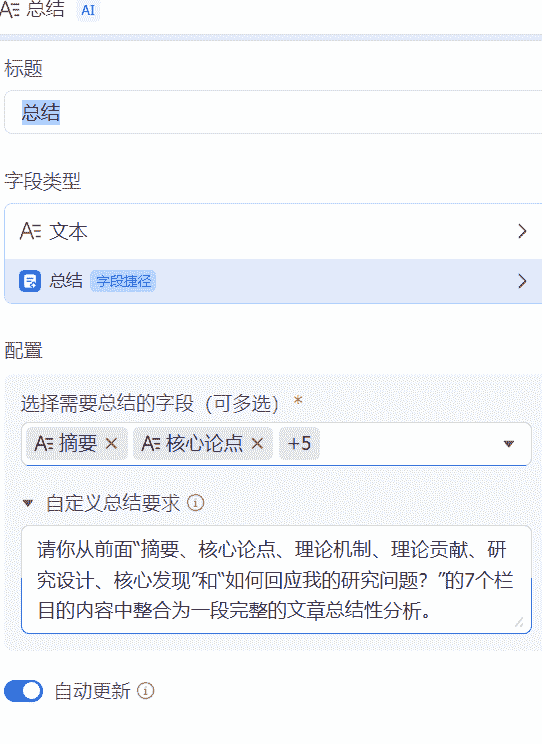 总结 AI
标题
总结
字段类型
文本
总结 字段捷径
配置
选择需要总结的字段（可多选） *
摘要 × 核心论点 × +5
自定义总结要求
请你从前面“摘要、核心论点、理论机制、理论贡献、研
究设计、核心发现”和“如何回应我的研究问题？”的7个栏
目的内容中整合为一段完整的文章总结性分析。
自动更新